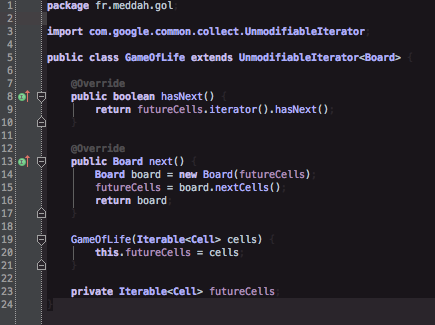 1 package fr.meddah.gol;
2
3 import com.google.common.collect.UnmodifiableIterator;
4
5 public class GameOfLife extends UnmodifiableIterator<Board> {
6
7 @Override
8 public boolean hasNext() {
9 return futureCells.iterator().hasNext();
10 }
11
12 @Override
13 public Board next() {
14 Board board = new Board(futureCells);
15 futureCells = board.nextCells();
16 return board;
17 }
18
19 GameOfLife(Iterable<Cell> cells) {
20 this.futureCells = cells;
21 }
22
23 private Iterable<Cell> futureCells;
24 }